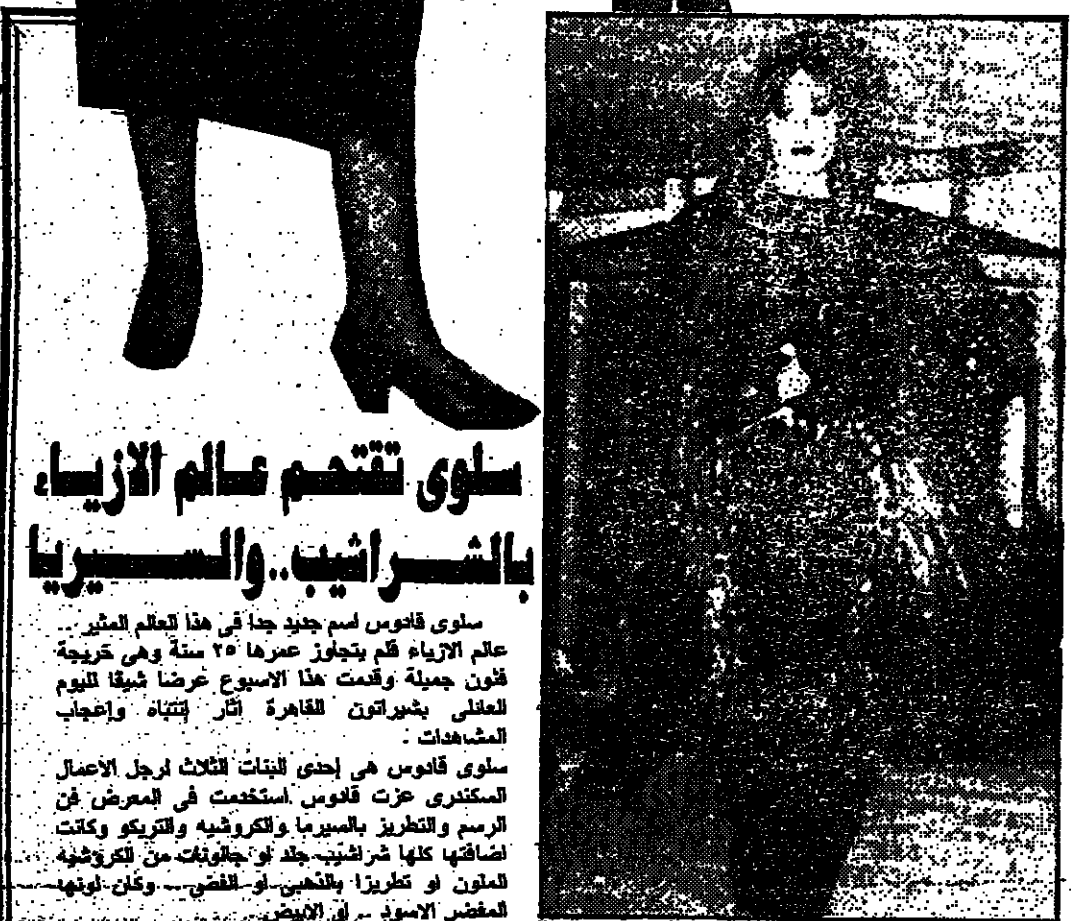 سلوى تقتحم عالم الازياء
بالشراشيب..والسيريا
سلوى قادوس اسم جديد جدا فى هذا العالم المثير ..
عالم الازياء فلم يتجاوز عمرها ٢٥ سنة وهى خريجة
فنون جميلة وقدمت هذا الاسبوع عرضا شيقا لليوم
العائلى بشيراتون القاهرة أثار إنتباه وإعجاب
المشاهدات .
سلوى قادوس هى إحدى البنات الثلاث لرجل الأعمال
السكندرى عزت قادوس استخدمت فى المعرض فن
الرسم والتطريز بالسيرما والكروشيه والتريكو وكانت
اضافتها كلها شراشيب جلد او جالونات من الكروشيه
الملون او تطريزا بالذهبى او الفضى ... وكان لونها
المفضل الاسود .. او الابيض ..